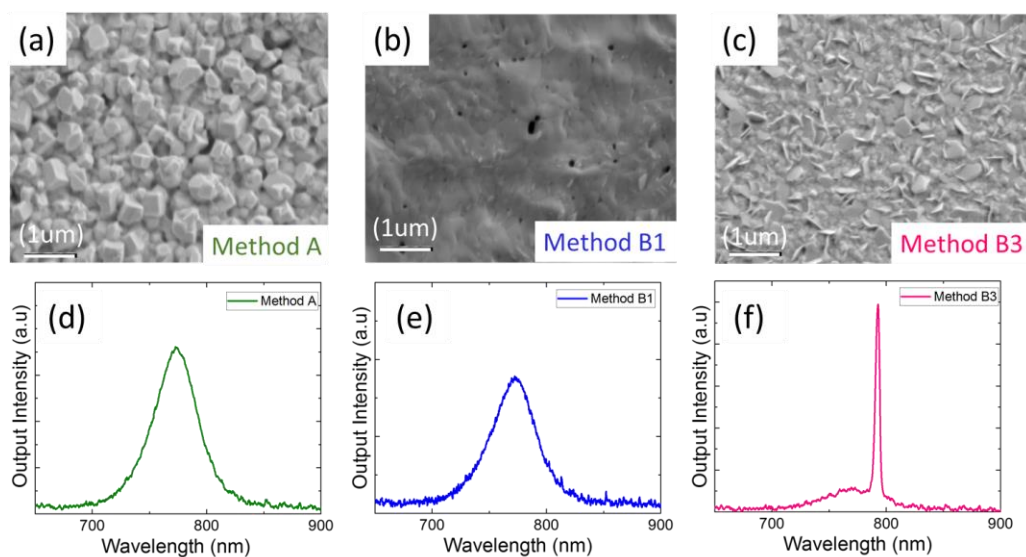 (a)
(1um)
Method A
(b)
(1um)
Method B1
(c)
(1um)
Method B3
(d)
Method A
Output Intensity (a.u)
700
800
900
Wavelength (nm)
(e)
Method B1
Output Intensity (a.u)
700
800
900
Wavelength (nm)
(f)
Method B3
Output Intensity (a.u)
700
800
900
Wavelength (nm)